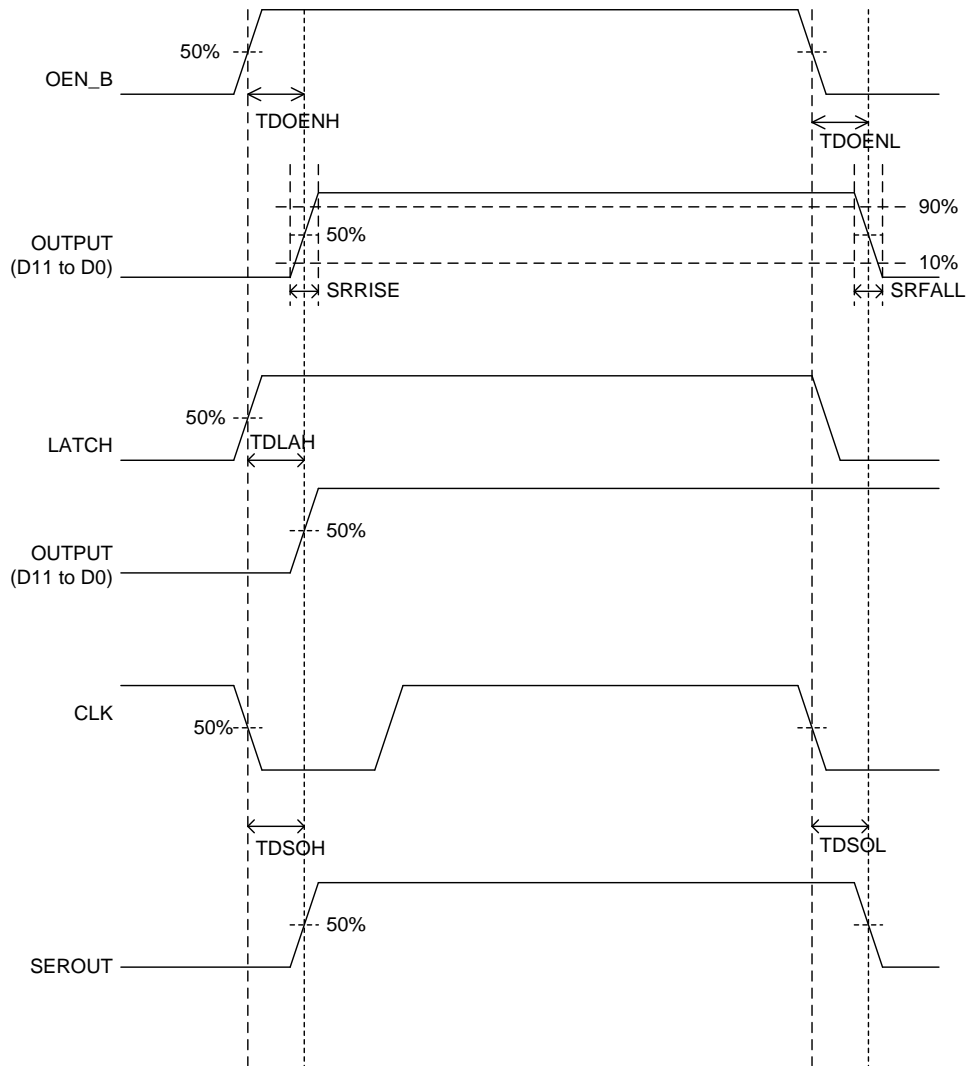 50%
OEN_B
TDOENH
TDOENL
90%
50%
OUTPUT
(D11 to D0)
10%
SRRISE
SRFALL
50%
LATCH
TDLAH
50%
OUTPUT
(D11 to D0)
CLK
50%
TDSOH
TDSOL
50%
SEROUT